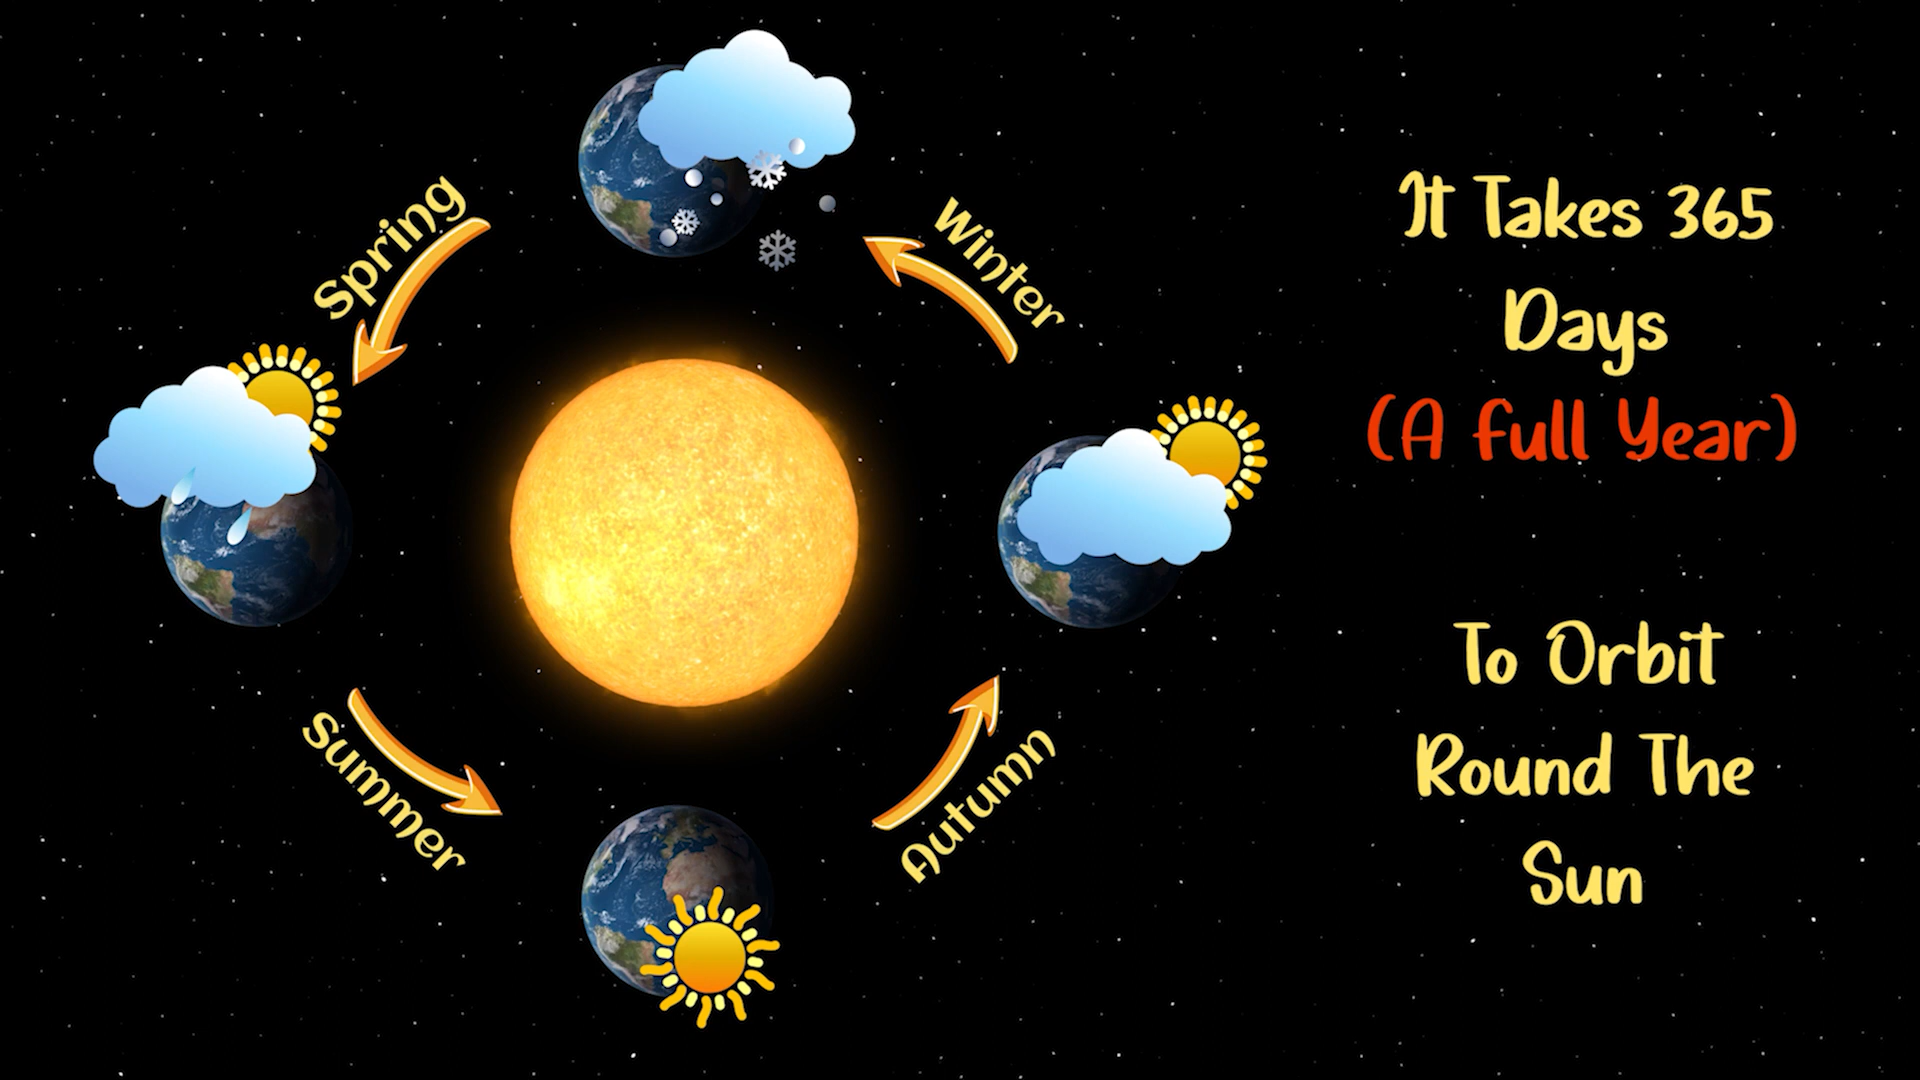 Spring
Winter
Summer
Autumn
It Takes 365
Days
(A Full Year)
To Orbit
Round The
Sun